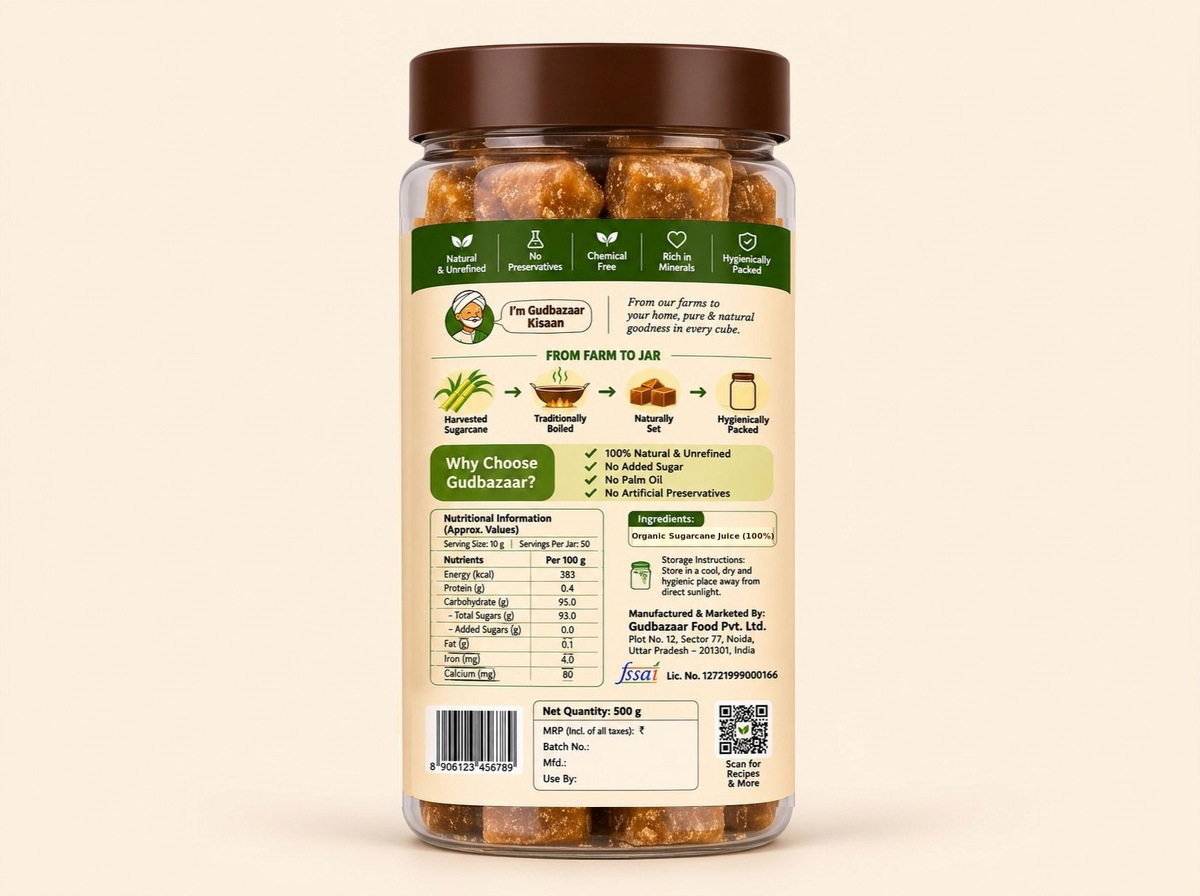 Natural
& Unrefined
No
Preservatives
Chemical
Free
Rich in
Minerals
Hygienically
Packed
I'm Gudbazaar
Kisaan
From our farms to
your home, pure & natural
goodness in every cube.
FROM FARM TO JAR
Harvested
Sugarcane
Traditionally
Boiled
Naturally
Set
Hygienically
Packed
Why Choose
Gudbazaar?
100% Natural & Unrefined
No Added Sugar
No Palm Oil
No Artificial Preservatives
Nutritional Information
(Approx. Values)
Serving Size: 10 g | Servings Per Jar: 50
Nutrients Per 100 g
Energy (kcal) 383
Protein (g) 0.4
Carbohydrate (g) 95.0
– Total Sugars (g) 93.0
– Added Sugars (g) 0.0
Fat (g) 0.1
Iron (mg) 4.0
Calcium (mg) 80
Ingredients:
Organic Sugarcane Juice (100%)
Storage Instructions:
Store in a cool, dry and
hygienic place away from
direct sunlight.
Manufactured & Marketed By:
Gudbazaar Food Pvt. Ltd.
Plot No. 12, Sector 77, Noida,
Uttar Pradesh – 201301, India
fssai Lic. No. 12721999000166
8 906123 456789
Net Quantity: 500 g
MRP (Incl. of all taxes): ₹
Batch No.:
Mfd.:
Use By:
Scan for
Recipes
& More